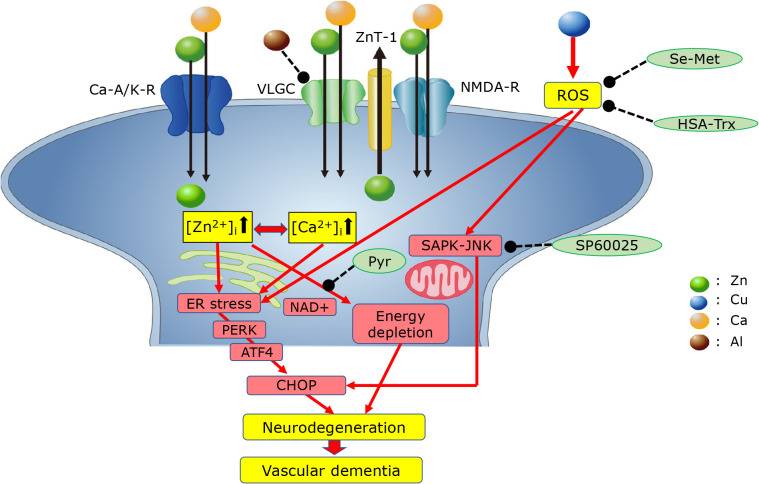 ZnT-1
Ca-A/K-R
VLGC
NMDA-R
ROS
Se-Met
HSA-Trx
[Zn²⁺]i
[Ca²⁺]i
SAPK-JNK
SP60025
Pyr
ER stress
NAD+
Energy
depletion
PERK
ATF4
CHOP
Neurodegeneration
Vascular dementia
: Zn
: Cu
: Ca
: Al